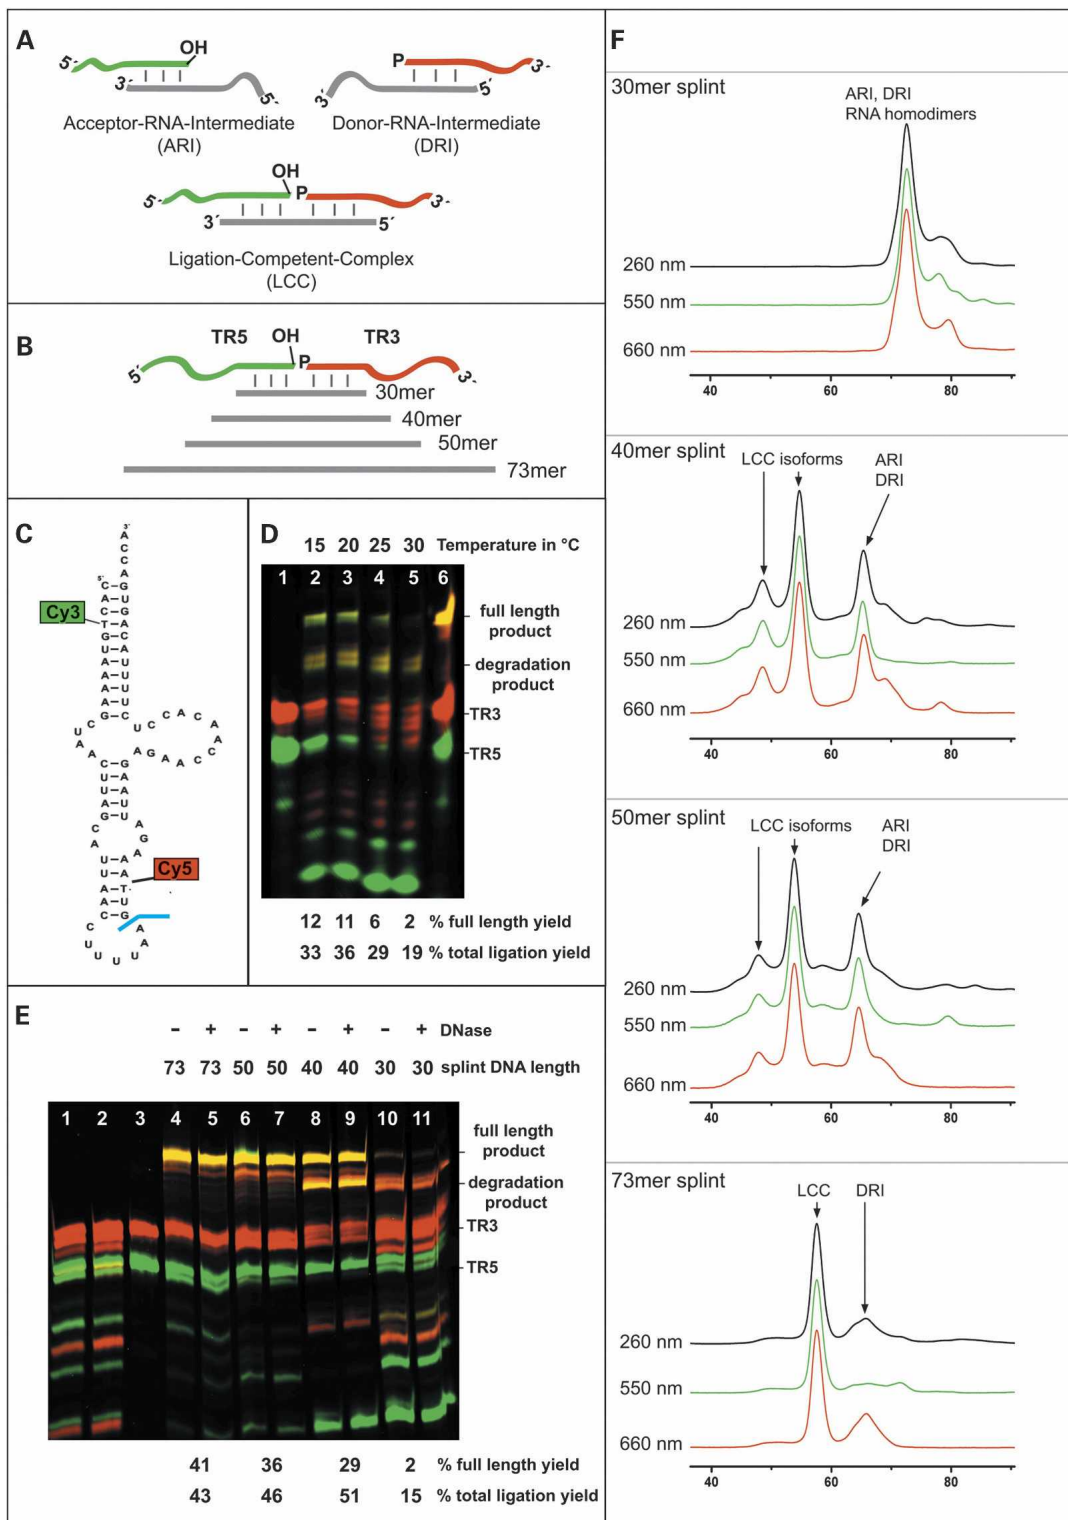 A
5´
OH
3´
5´
Acceptor-RNA-Intermediate
(ARI)
P
3´
3´
5´
Donor-RNA-Intermediate
(DRI)
OH
5´
P
3´
3´
5´
Ligation-Competent-Complex
(LCC)
B
TR5
OH
TR3
5´
P
3´
30mer
40mer
50mer
73mer
C
Cy3
Cy5
D
15 20 25 30 Temperature in °C
1 2 3 4 5 6
full length
product
degradation
product
TR3
TR5
12 11 6 2 % full length yield
33 36 29 19 % total ligation yield
E
- + - + - + - + DNase
73 73 50 50 40 40 30 30 splint DNA length
1 2 3 4 5 6 7 8 9 10 11
full length
product
degradation
product
TR3
TR5
41 36 29 2 % full length yield
43 46 51 15 % total ligation yield
F
30mer splint
ARI, DRI
RNA homodimers
260 nm
550 nm
660 nm
40 60 80
40mer splint
LCC isoforms
ARI
DRI
260 nm
550 nm
660 nm
40 60 80
50mer splint
LCC isoforms
ARI
DRI
260 nm
550 nm
660 nm
40 60 80
73mer splint
LCC
DRI
260 nm
550 nm
660 nm
40 60 80